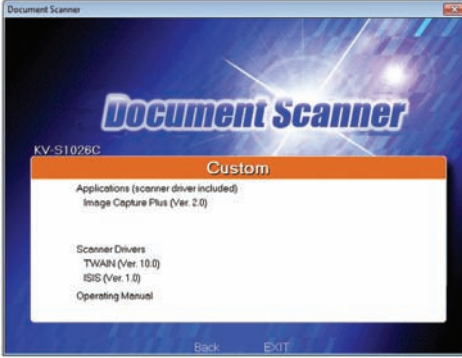 Document Scanner
Document Scanner
KV-S1026C
Custom
Applications (scanner driver included)
Image Capture Plus (Ver. 2.0)
Scanner Drivers
TWAIN (Ver. 10.0)
ISIS (Ver. 1.0)
Operating Manual
Back EXIT